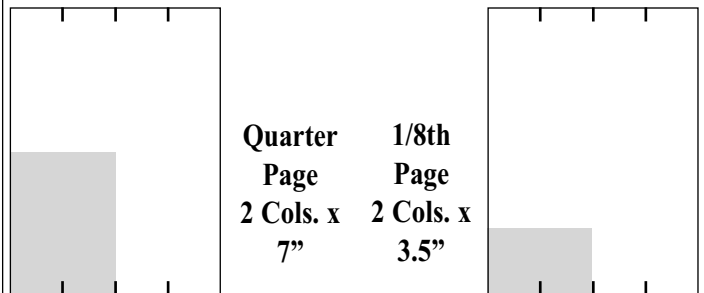 Quarter
Page
2 Cols. x
7”
1/8th
Page
2 Cols. x
3.5”